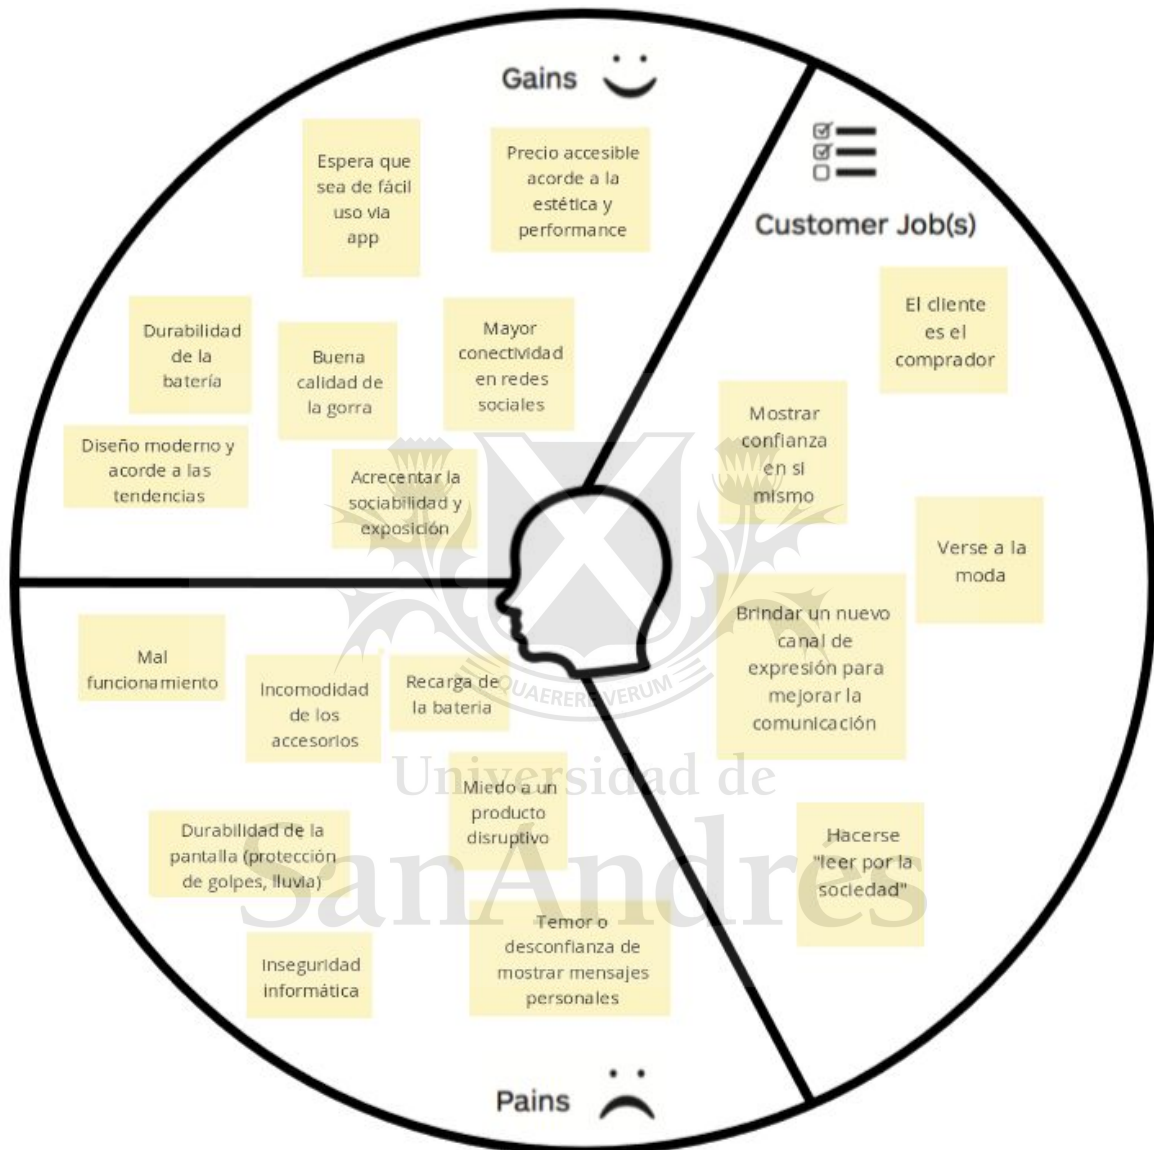 Gains
Espera que
sea de fácil
uso via
app
Precio accesible
acorde a la
estética y
performance
Durabilidad
de la
batería
Buena
calidad de
la gorra
Mayor
conectividad
en redes
sociales
Diseño moderno y
acorde a las
tendencias
Acrecentar la
sociabilidad y
exposición
Customer Job(s)
El cliente
es el
comprador
Mostrar
confianza
en si
mismo
Verse a la
moda
Brindar un nuevo
canal de
expresión para
mejorar la
comunicación
Hacerse
"leer por la
sociedad"
Mal
funcionamiento
Incomodidad
de los
accesorios
Recarga de
la bateria
Miedo a un
producto
disruptivo
Durabilidad de la
pantalla (protección
de golpes, lluvia)
Temor o
desconfianza de
mostrar mensajes
personales
Inseguridad
informática
Pains
QUAERERE VERUM
Universidad de
SanAndrés